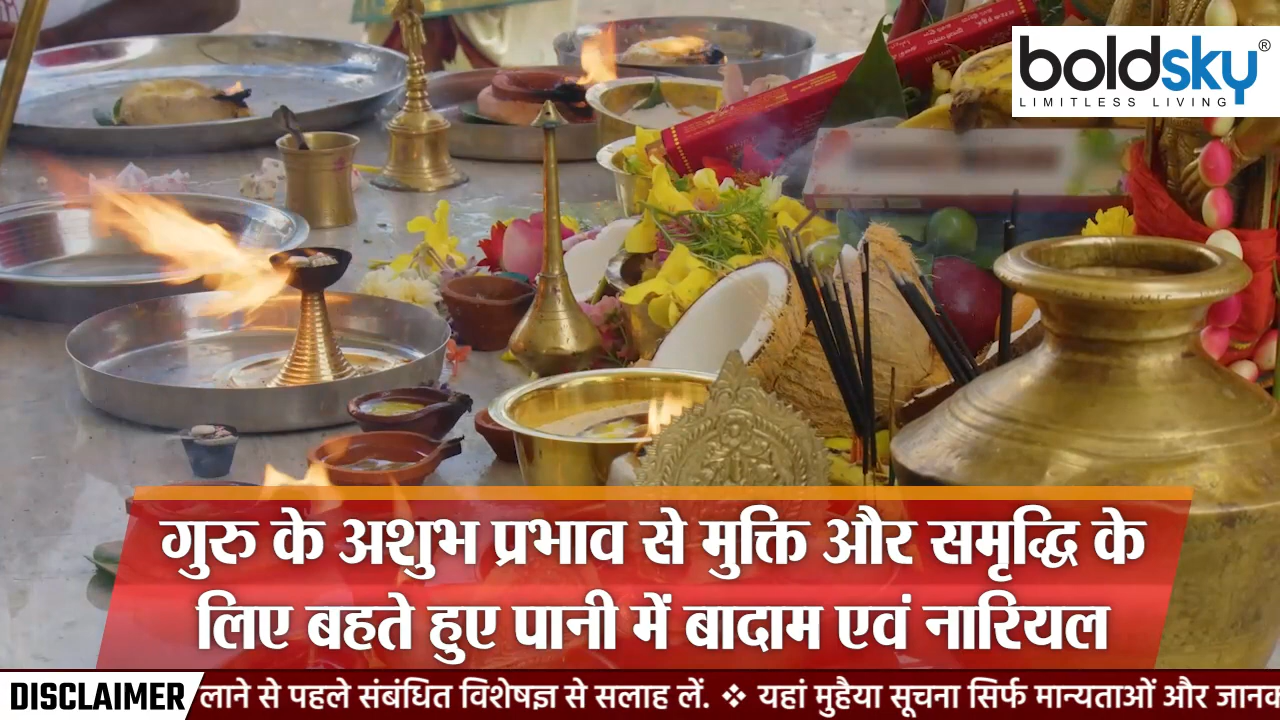 boldsky®
LIMITLESS LIVING
गुरु के अशुभ प्रभाव से मुक्ति और समृद्धि के
लिए बहते हुए पानी में बादाम एवं नारियल
DISCLAIMER लाने से पहले संबंधित विशेषज्ञ से सलाह लें. ❖ यहां मुहैया सूचना सिर्फ मान्यताओं और जानक